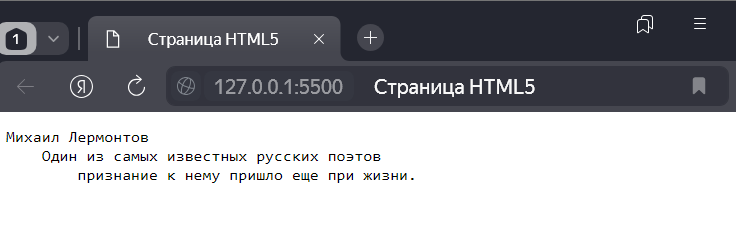 1
Страница HTML5
Я
127.0.0.1:5500 Страница HTML5
Михаил Лермонтов
Один из самых известных русских поэтов
признание к нему пришло еще при жизни.